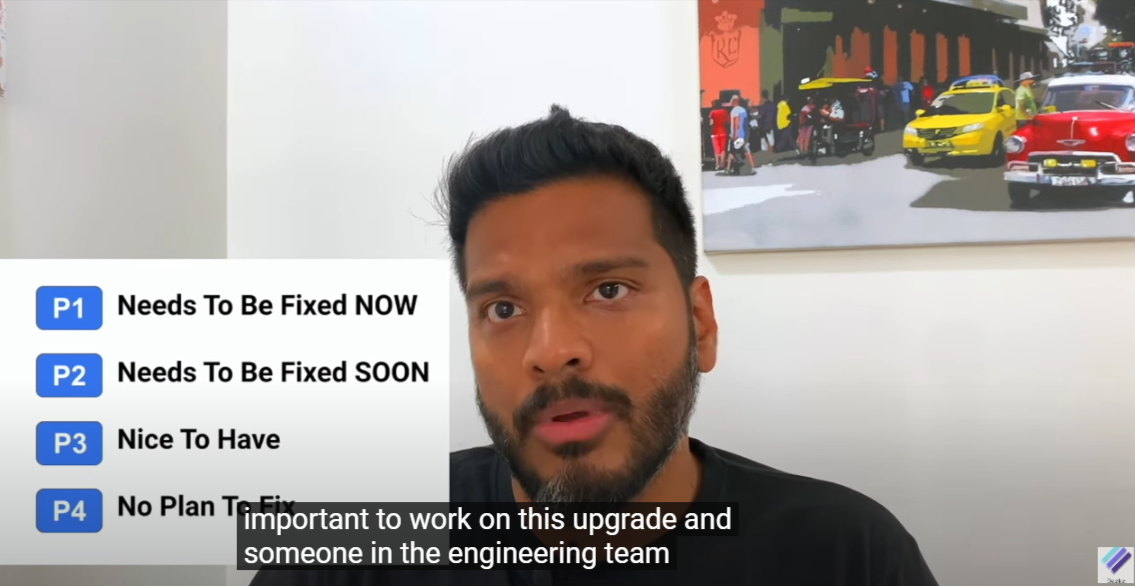 P1 Needs To Be Fixed NOW
P2 Needs To Be Fixed SOON
P3 Nice To Have
P4 No Plan To Fix
important to work on this upgrade and
someone in the engineering team